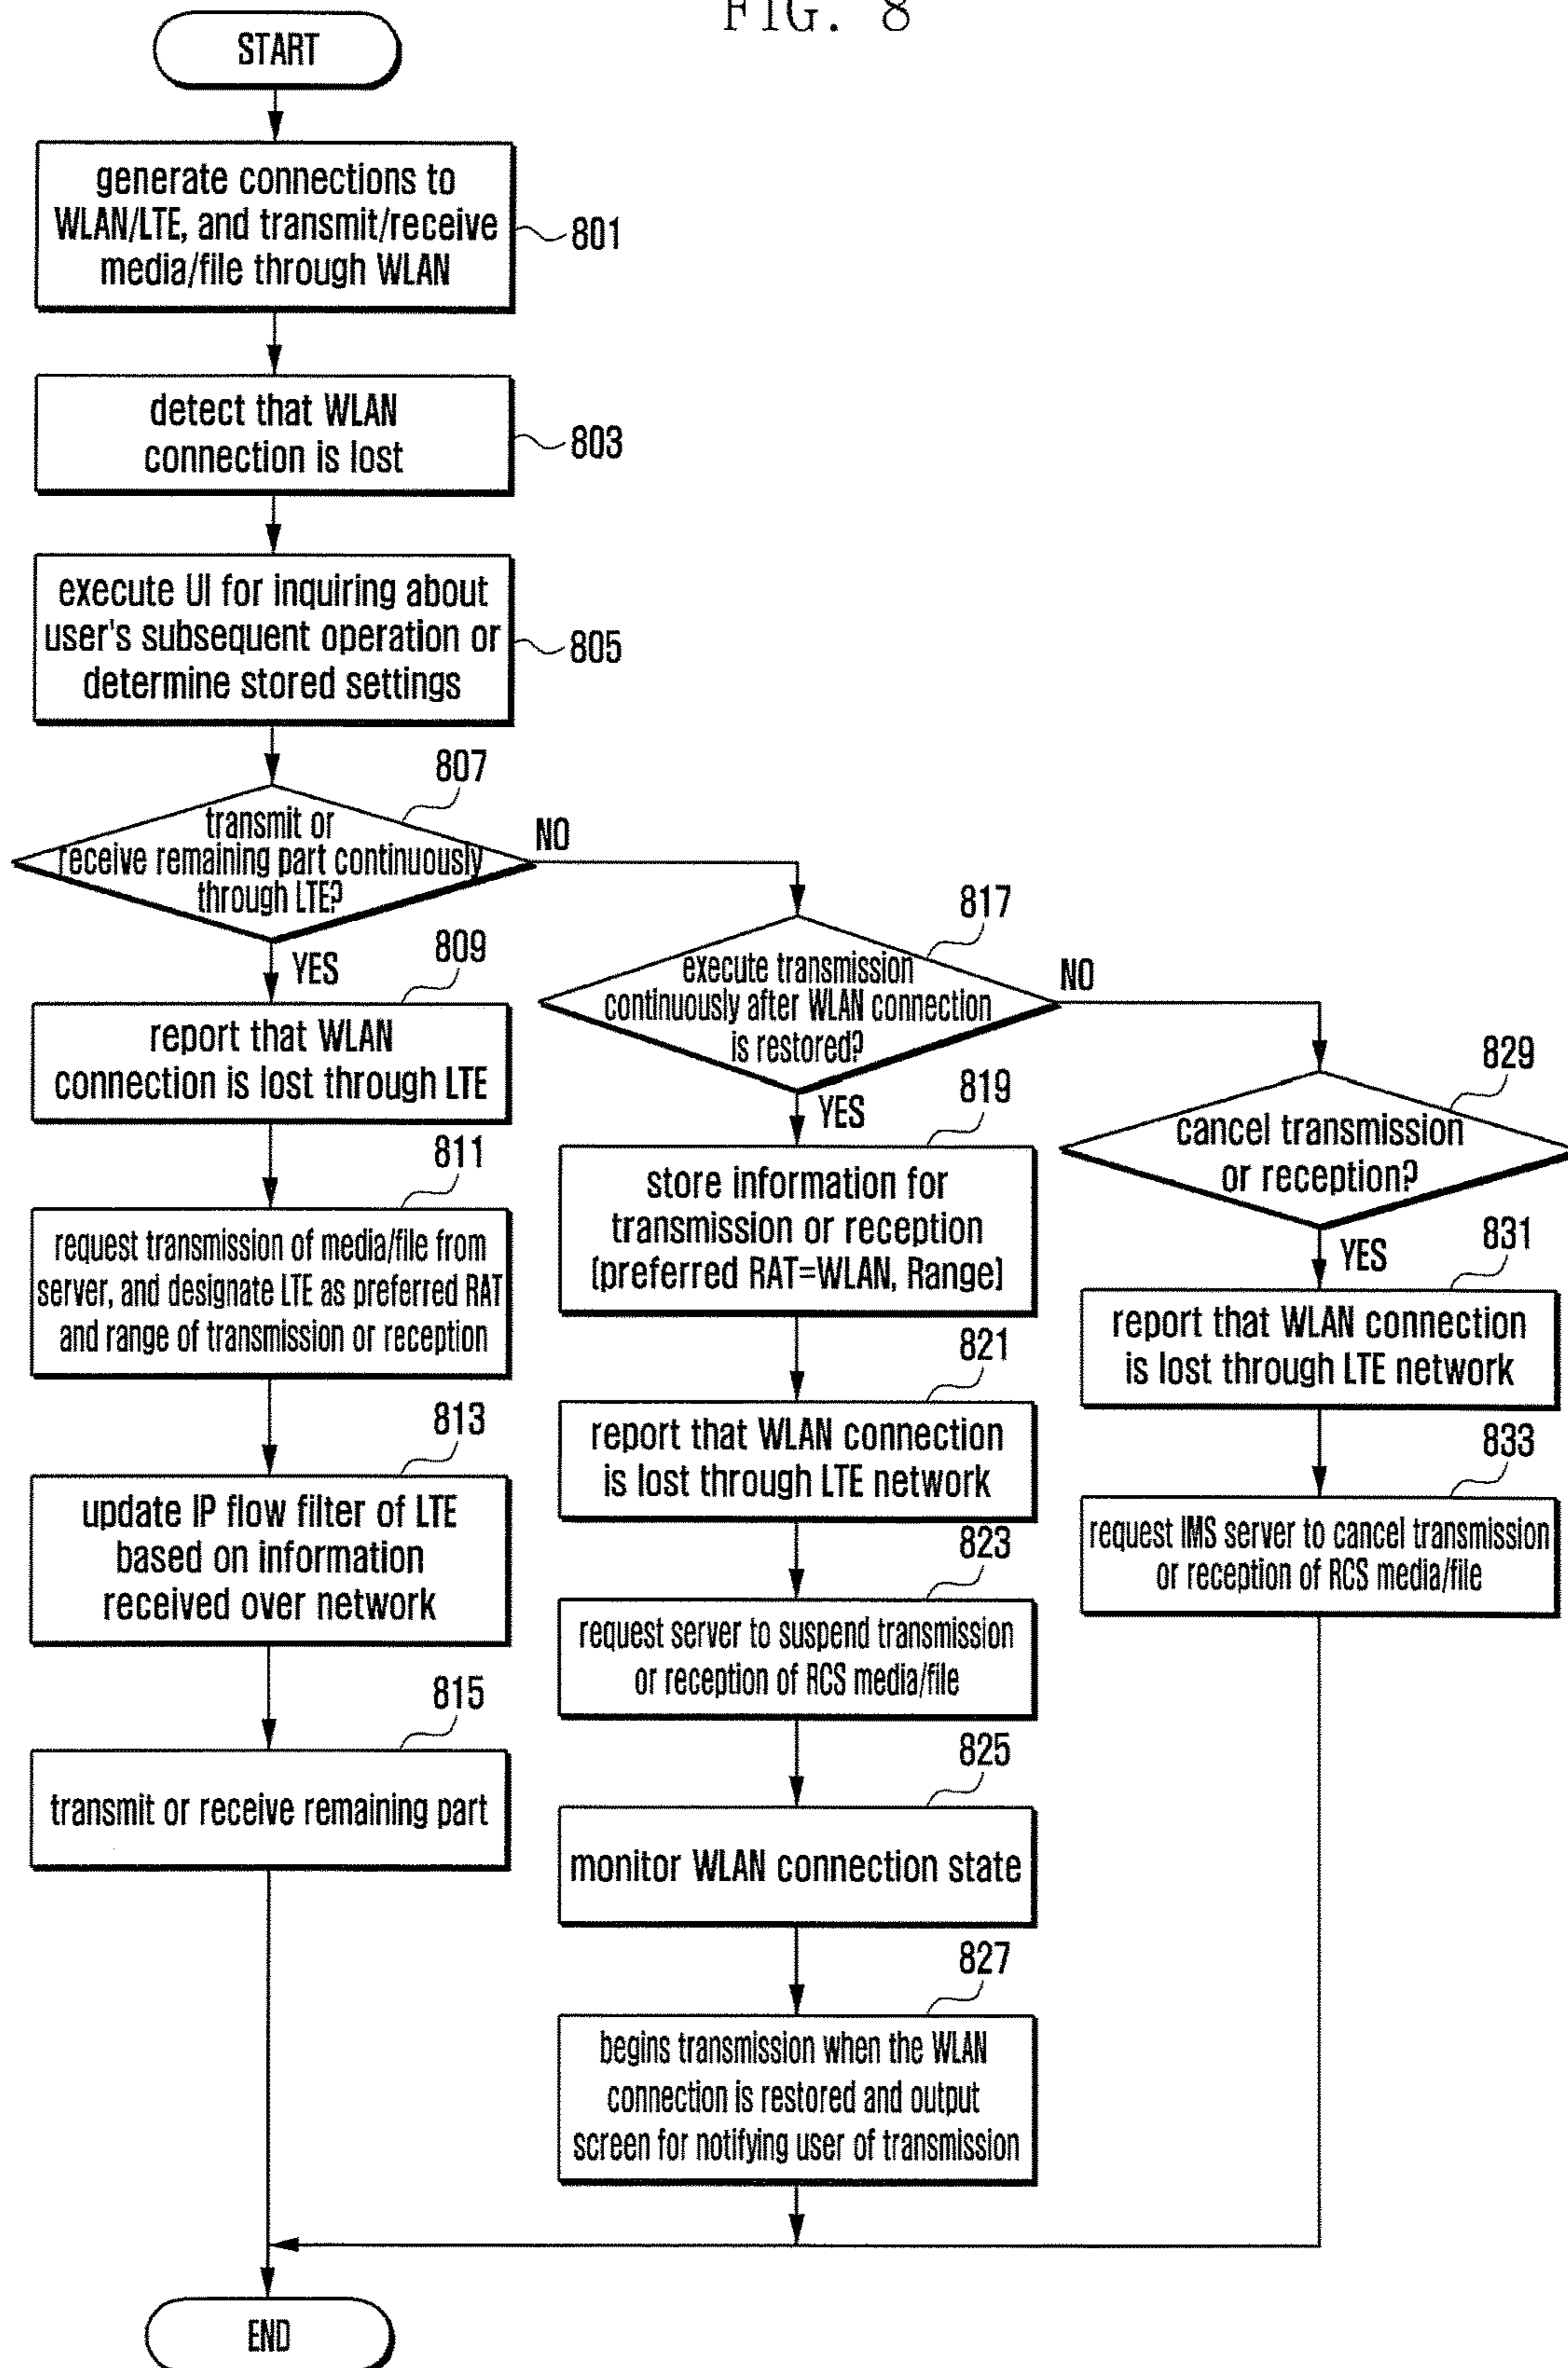 FIG. 8
START
generate connections to
WLAN/LTE, and transmit/receive
media/file through WLAN
801
detect that WLAN
connection is lost
803
execute UI for inquiring about
user's subsequent operation or
determine stored settings
805
807
transmit or
receive remaining part continuously
through LTE?
NO
YES
809
report that WLAN
connection is lost through LTE
811
request transmission of media/file from
server, and designate LTE as preferred RAT
and range of transmission or reception
813
update IP flow filter of LTE
based on information
received over network
815
transmit or receive remaining part
817
execute transmission
continuously after WLAN connection
is restored?
NO
YES
819
store information for
transmission or reception
(preferred RAT=WLAN, Range)
821
report that WLAN connection
is lost through LTE network
823
request server to suspend transmission
or reception of RCS media/file
825
monitor WLAN connection state
827
begins transmission when the WLAN
connection is restored and output
screen for notifying user of transmission
829
cancel transmission
or reception?
YES
831
report that WLAN connection
is lost through LTE network
833
request IMS server to cancel transmission
or reception of RCS media/file
END